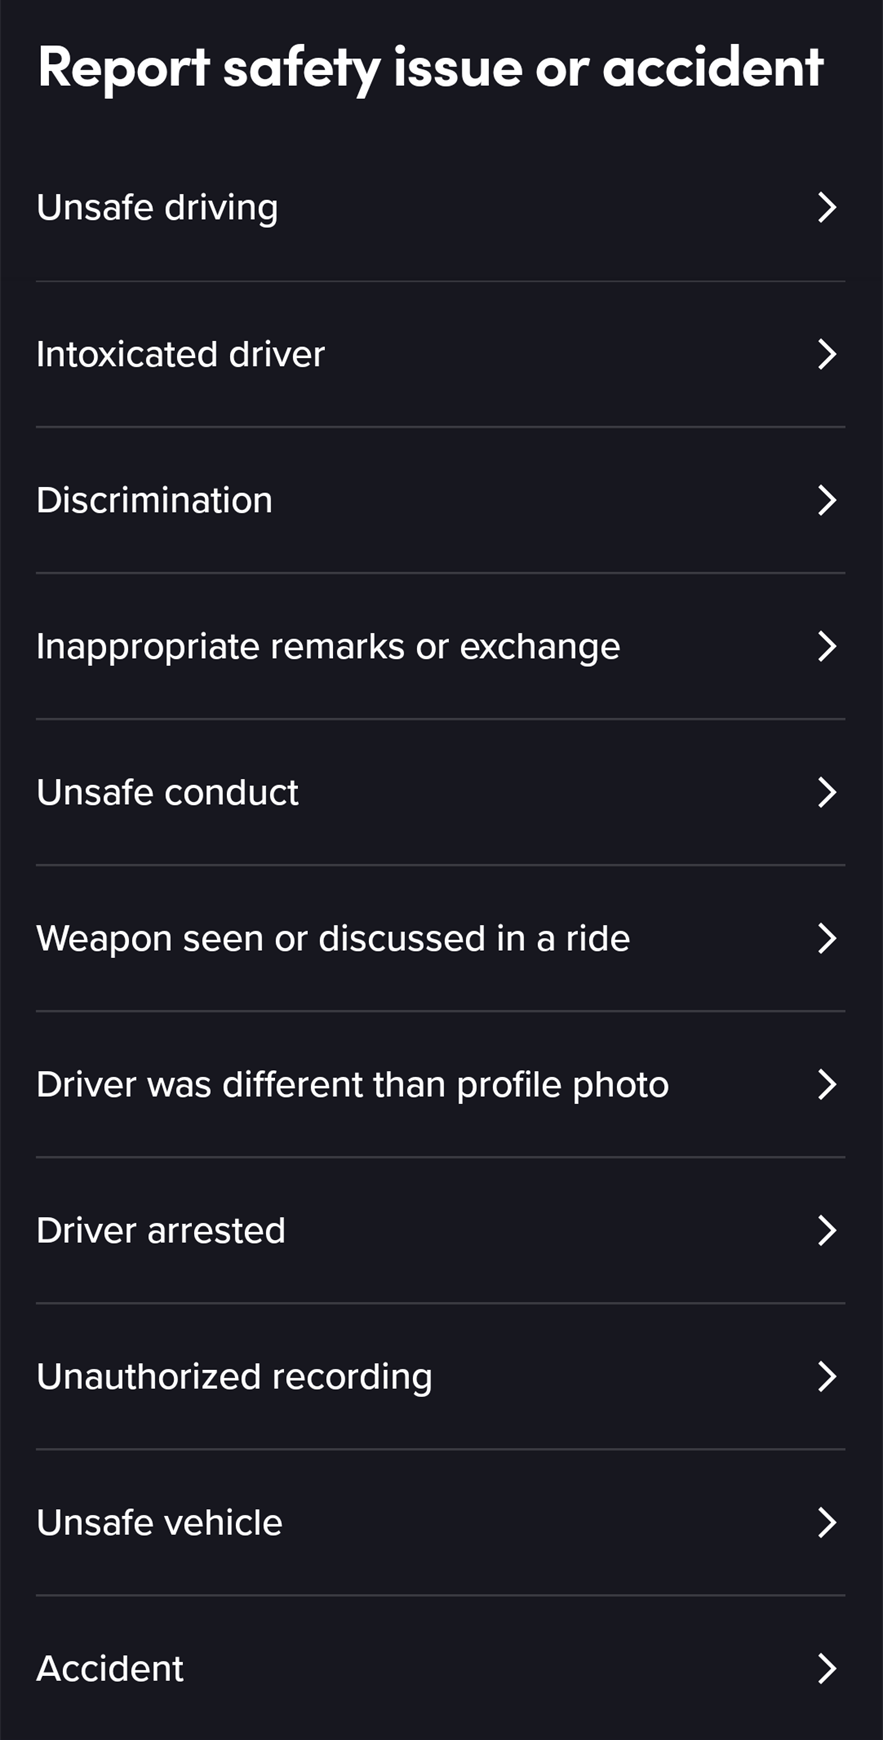 Report safety issue or accident
Unsafe driving
Intoxicated driver
Discrimination
Inappropriate remarks or exchange
Unsafe conduct
Weapon seen or discussed in a ride
Driver was different than profile photo
Driver arrested
Unauthorized recording
Unsafe vehicle
Accident